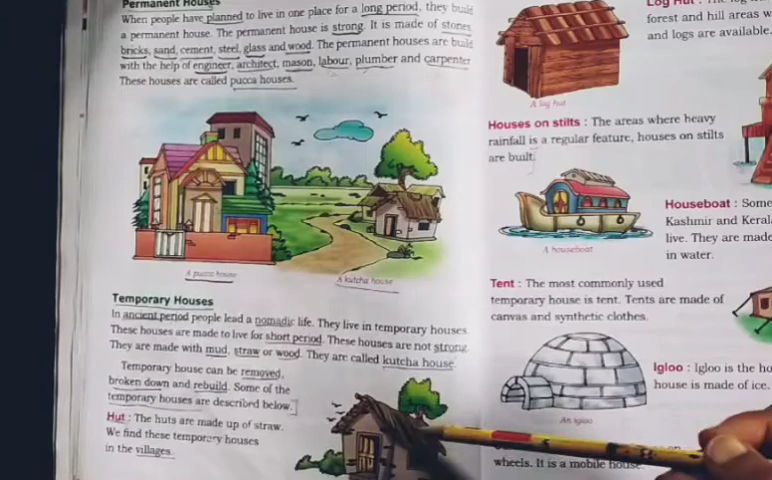 Permanent Houses
When people have planned to live in one place for a long period, they build
a permanent house. The permanent house is strong. It is made of stones,
bricks, sand, cement, steel, glass and wood. The permanent houses are build
with the help of engineer, architect, mason, labour, plumber and carpenter
These houses are called pucca houses.
A pucca house
A kutcha house
Temporary Houses
In ancient period people lead a nomadic life. They live in temporary houses.
These houses are made to live for short period. These houses are not strong.
They are made with mud, straw or wood. They are called kutcha house.
Temporary house can be removed,
broken down and rebuild. Some of the
temporary houses are described below.
Hut : The huts are made up of straw.
We find these temporary houses
in the villages.
Log Hut :
forest and hill areas w
and logs are available.
A log hut
Houses on stilts : The areas where heavy
rainfall is a regular feature, houses on stilts
are built.
Houseboat : Some
Kashmir and Keral
live. They are made
in water.
A houseboat
Tent : The most commonly used
temporary house is tent. Tents are made of
canvas and synthetic clothes.
Igloo : Igloo is the ho
house is made of ice.
An igloo
wheels. It is a mobile house.